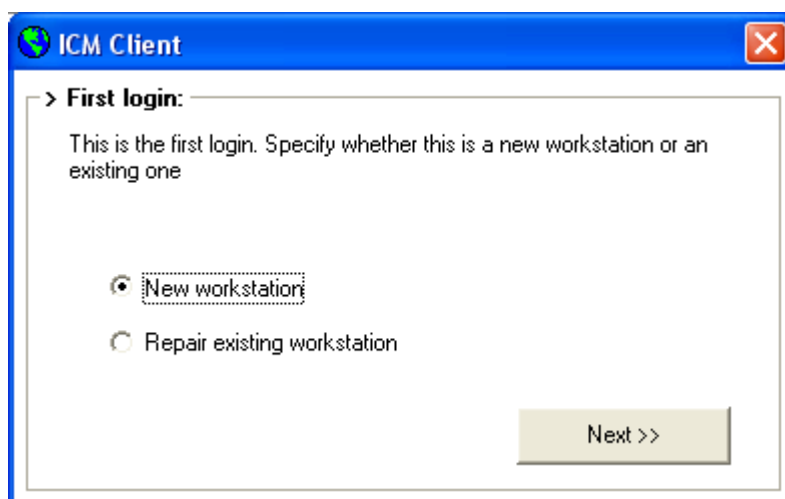 ICM Client
> First login:
This is the first login. Specify whether this is a new workstation or an
existing one
New workstation
Repair existing workstation
Next >>